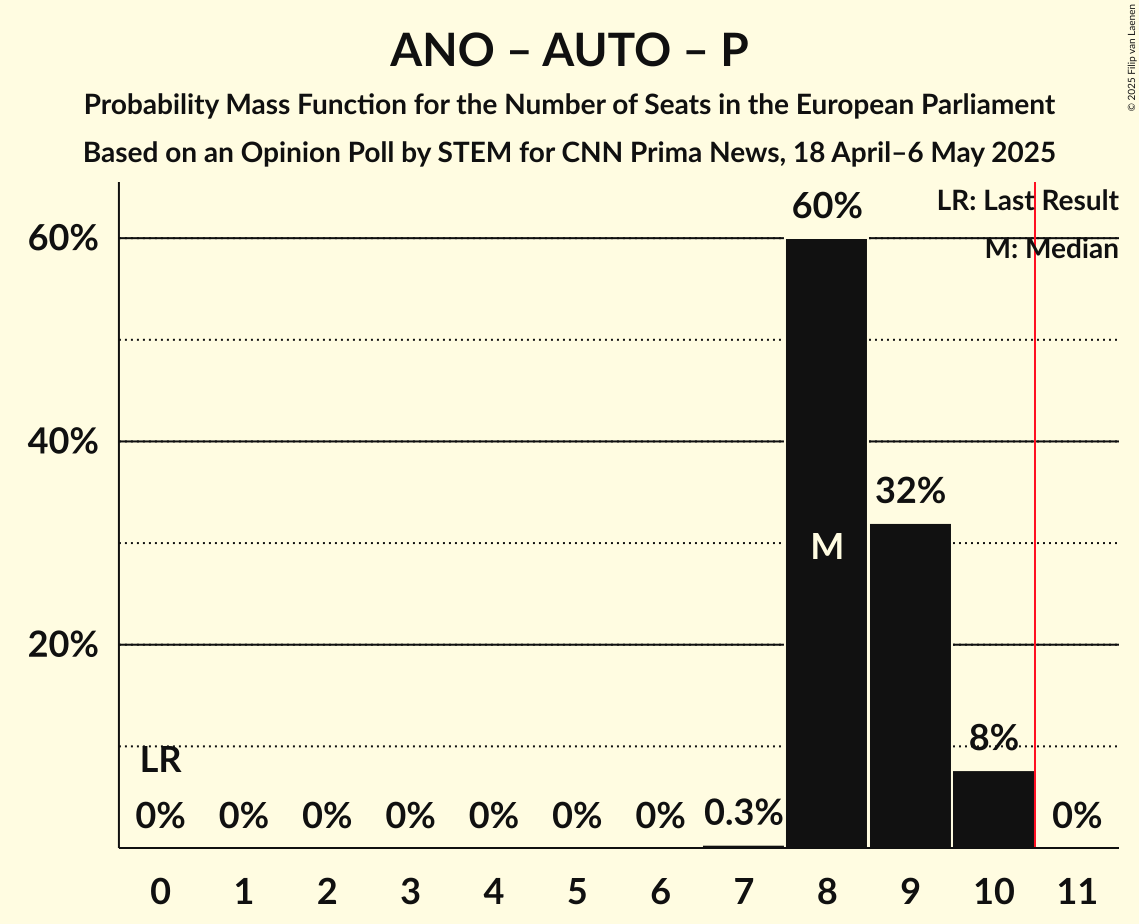 ANO – AUTO – P
Probability Mass Function for the Number of Seats in the European Parliament
Based on an Opinion Poll by STEM for CNN Prima News, 18 April–6 May 2025
© 2025 Filip van Laenen
LR: Last Result
M: Median
60%
40%
20%
60%
32%
M
8%
LR
0% 0% 0% 0% 0% 0% 0% 0.3% 0%
0 1 2 3 4 5 6 7 8 9 10 11